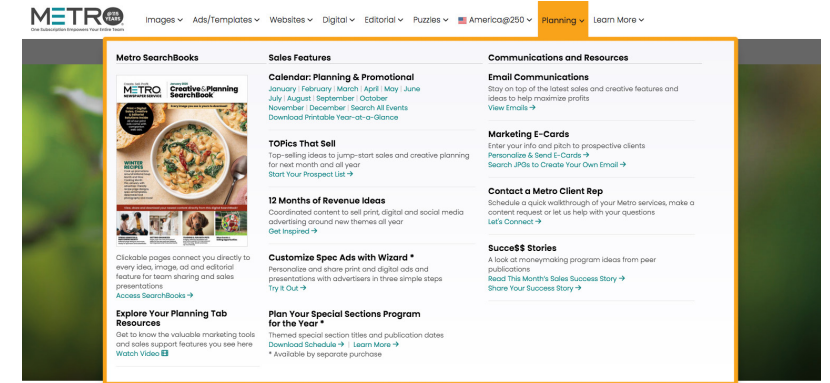 METRO @115 YEARS
One Subscription Empowers Your Entire Team
Images Ads/Templates Websites Digital Editorial Puzzles America@250 Planning Learn More
Metro SearchBooks
METRO
NEWSPAPER SERVICE
Creative & Planning
SearchBook
WINTER
RECIPES
Clickable pages connect you directly to
every idea, image, ad and editorial
feature for team sharing and sales
presentations
Access SearchBooks →
Explore Your Planning Tab
Resources
Get to know the valuable marketing tools
and sales support features you see here
Watch Video
Sales Features
Calendar: Planning & Promotional
January | February | March | April | May | June
July | August | September | October
November | December | Search All Events
Download Printable Year-at-a-Glance
TOPics That Sell
Top-selling ideas to jump-start sales and creative planning
for next month and all year
Start Your Prospect List →
12 Months of Revenue Ideas
Coordinated content to sell print, digital and social media
advertising around new themes all year
Get Inspired →
Customize Spec Ads with Wizard *
Personalize and share print and digital ads and
presentations with advertisers in three simple steps
Try It Out →
Plan Your Special Sections Program
for the Year *
Themed special section titles and publication dates
Download Schedule → | Learn More →
* Available by separate purchase
Communications and Resources
Email Communications
Stay on top of the latest sales and creative features and
ideas to help maximize profits
View Emails →
Marketing E-Cards
Enter your info and pitch to prospective clients
Personalize & Send E-Cards →
Search JPGs to Create Your Own Email →
Contact a Metro Client Rep
Schedule a quick walkthrough of your Metro services, make a
content request or let us help with your questions
Let's Connect →
Succe$$ Stories
A look at moneymaking program ideas from peer
publications
Read This Month's Sales Success Story →
Share Your Success Story →